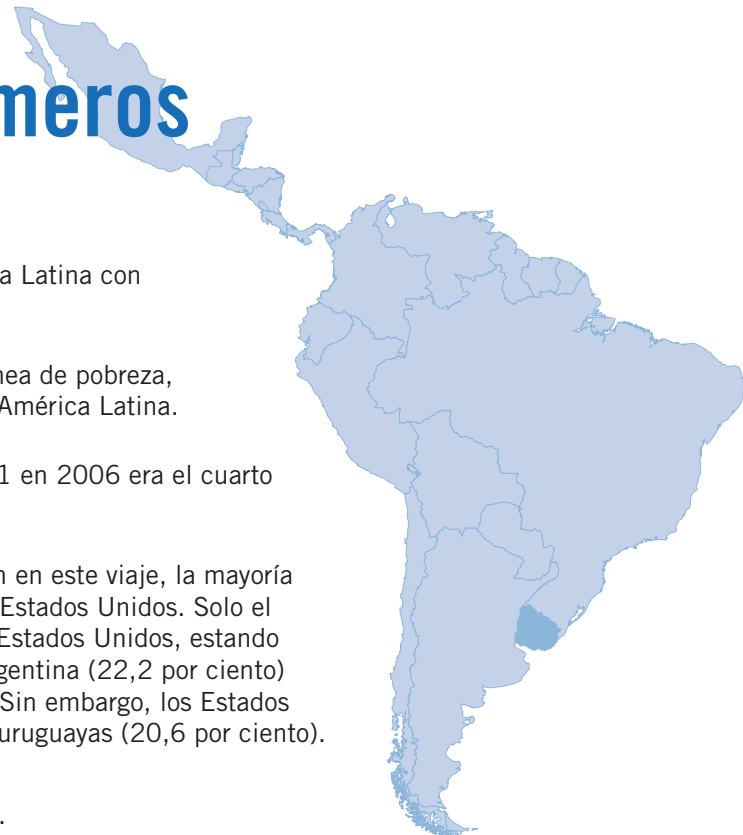 meros
a Latina con
nea de pobreza,
América Latina.
1 en 2006 era el cuarto
n en este viaje, la mayoría
Estados Unidos. Solo el
Estados Unidos, estando
gentina (22,2 por ciento)
Sin embargo, los Estados
uruguayas (20,6 por ciento).
.